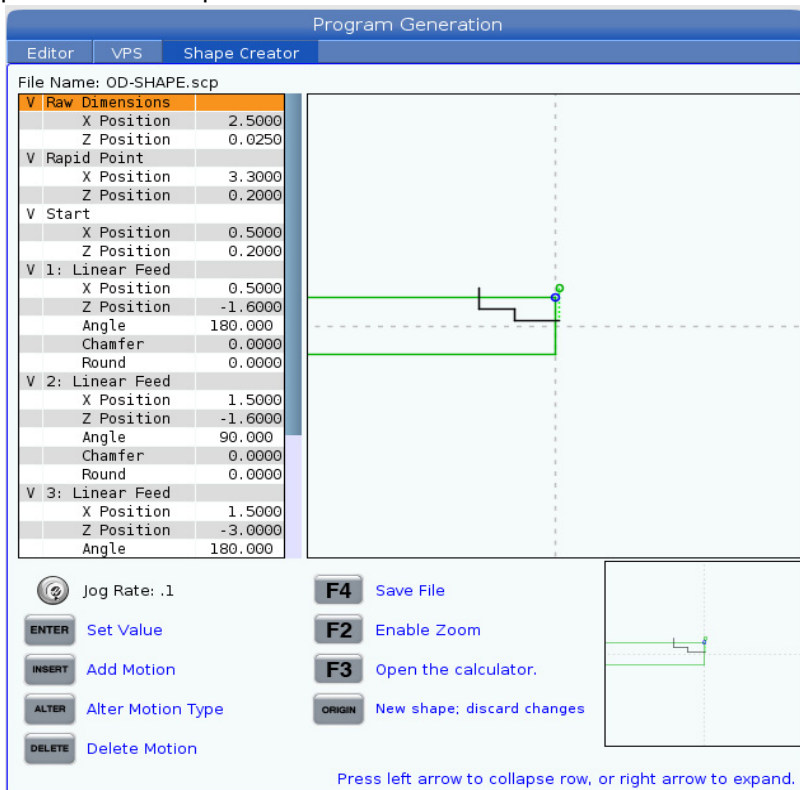 Program Generation
Editor VPS Shape Creator
File Name: OD-SHAPE.scp
V Raw Dimensions
X Position 2.5000
Z Position 0.0250
V Rapid Point
X Position 3.3000
Z Position 0.2000
V Start
X Position 0.5000
Z Position 0.2000
V 1: Linear Feed
X Position 0.5000
Z Position -1.6000
Angle 180.000
Chamfer 0.0000
Round 0.0000
V 2: Linear Feed
X Position 1.5000
Z Position -1.6000
Angle 90.000
Chamfer 0.0000
Round 0.0000
V 3: Linear Feed
X Position 1.5000
Z Position -3.0000
Angle 180.000
Jog Rate: .1
F4 Save File
ENTER Set Value
F2 Enable Zoom
INSERT Add Motion
F3 Open the calculator.
ALTER Alter Motion Type
ORIGIN New shape; discard changes
DELETE Delete Motion
Press left arrow to collapse row, or right arrow to expand.